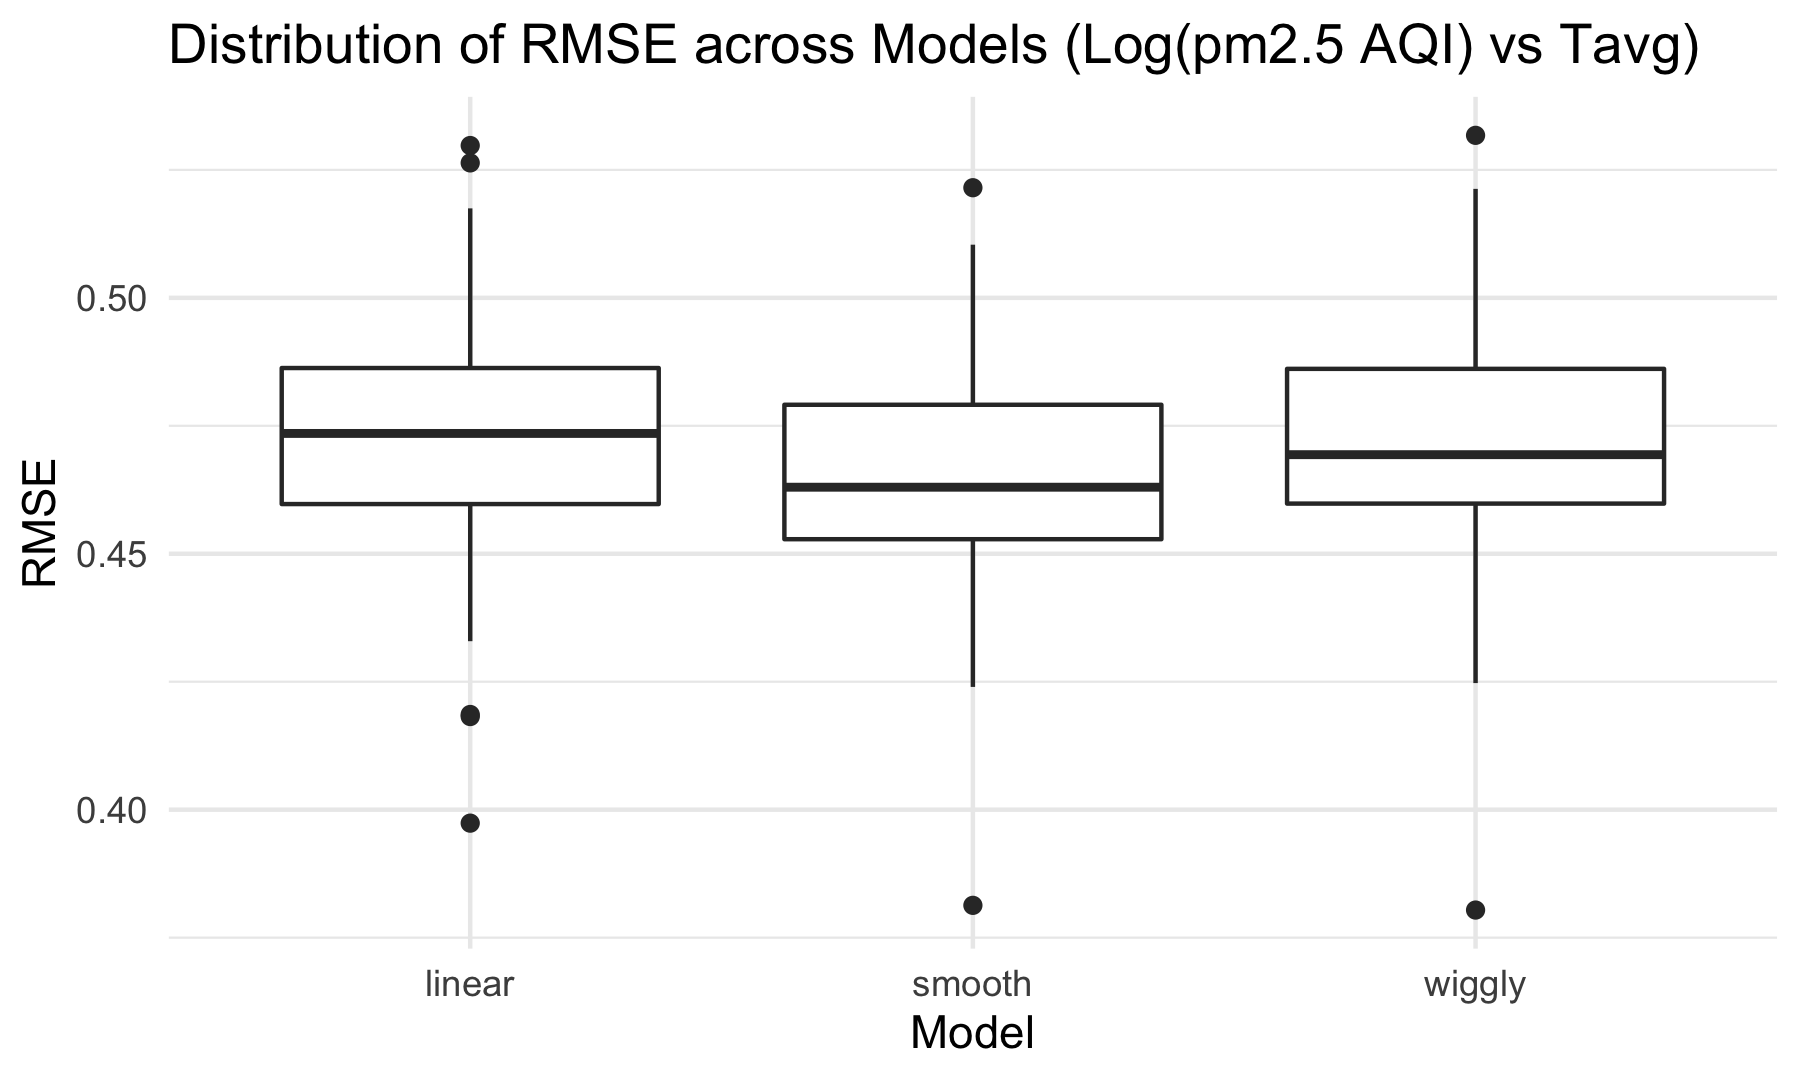 Distribution of RMSE across Models (Log(pm2.5 AQI) vs Tavg)
RMSE
0.50
0.45
0.40
linear smooth wiggly
Model